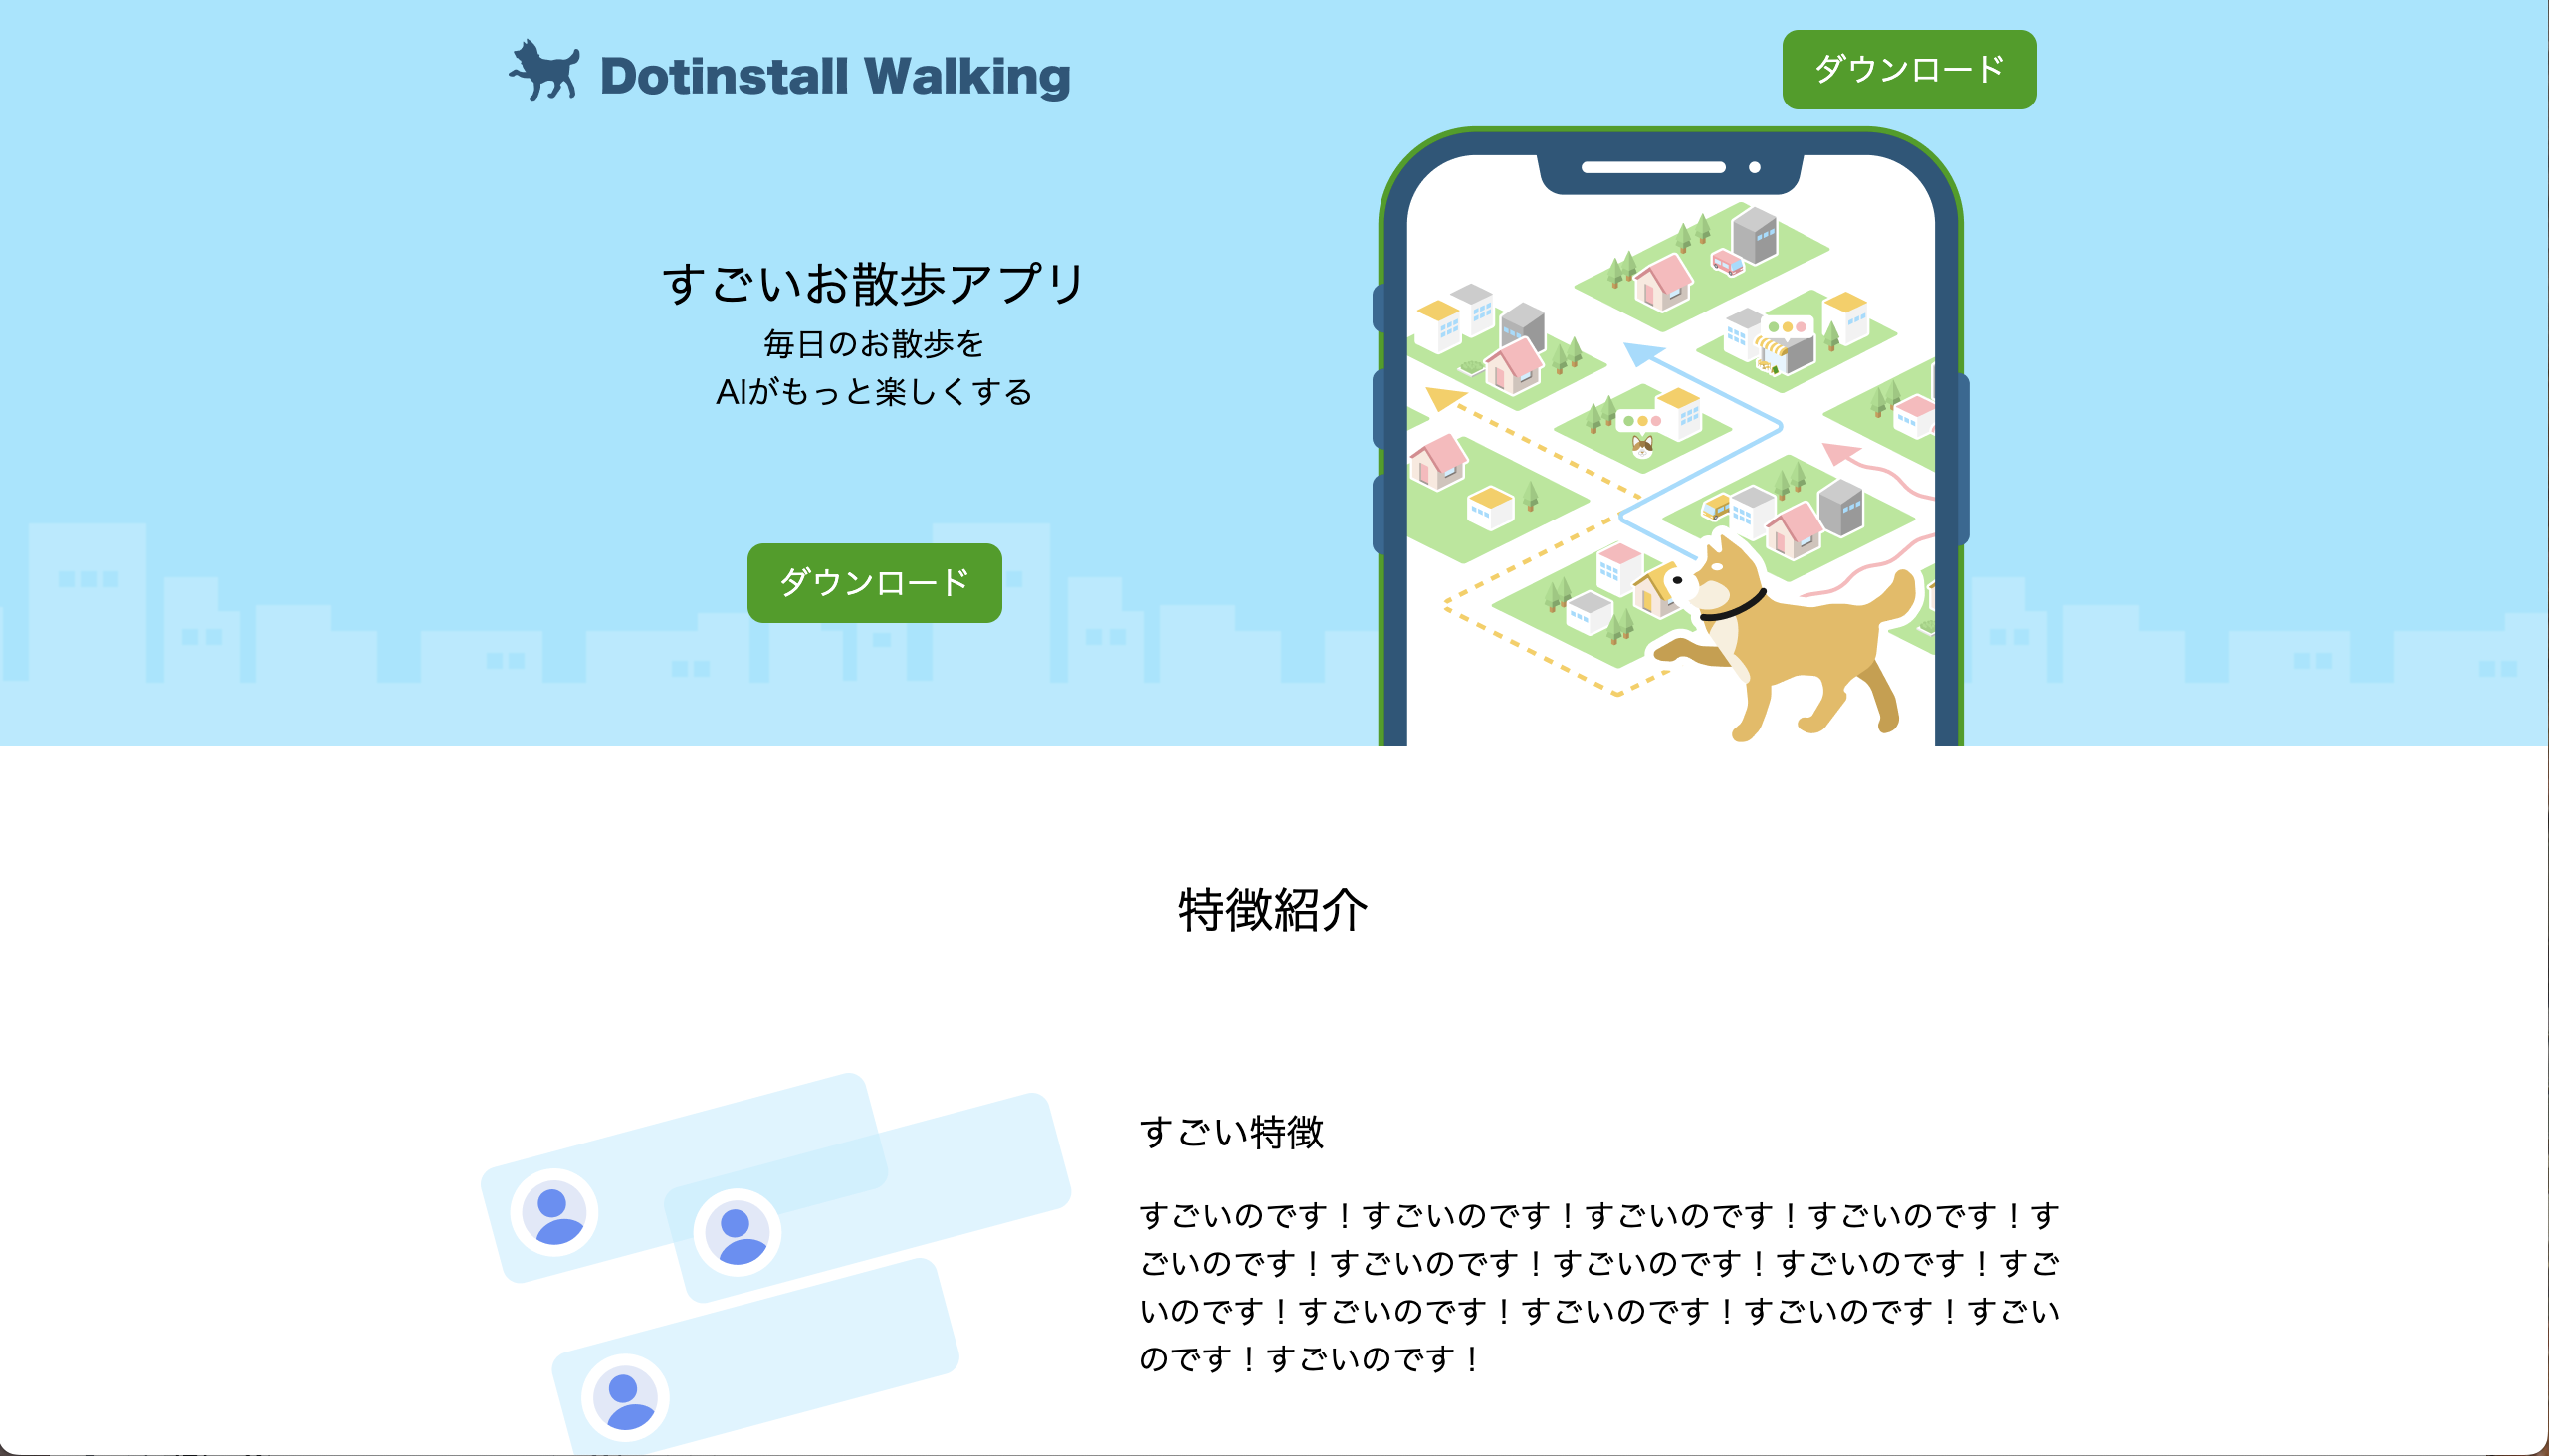 Dotinstall Walking
ダウンロード
すごいお散歩アプリ
毎日のお散歩を
AIがもっと楽しくする
ダウンロード
特徴紹介
すごい特徴
すごいのです！すごいのです！すごいのです！すごいのです！す
ごいのです！すごいのです！すごいのです！すごいのです！すご
いのです！すごいのです！すごいのです！すごいのです！すごい
のです！すごいのです！